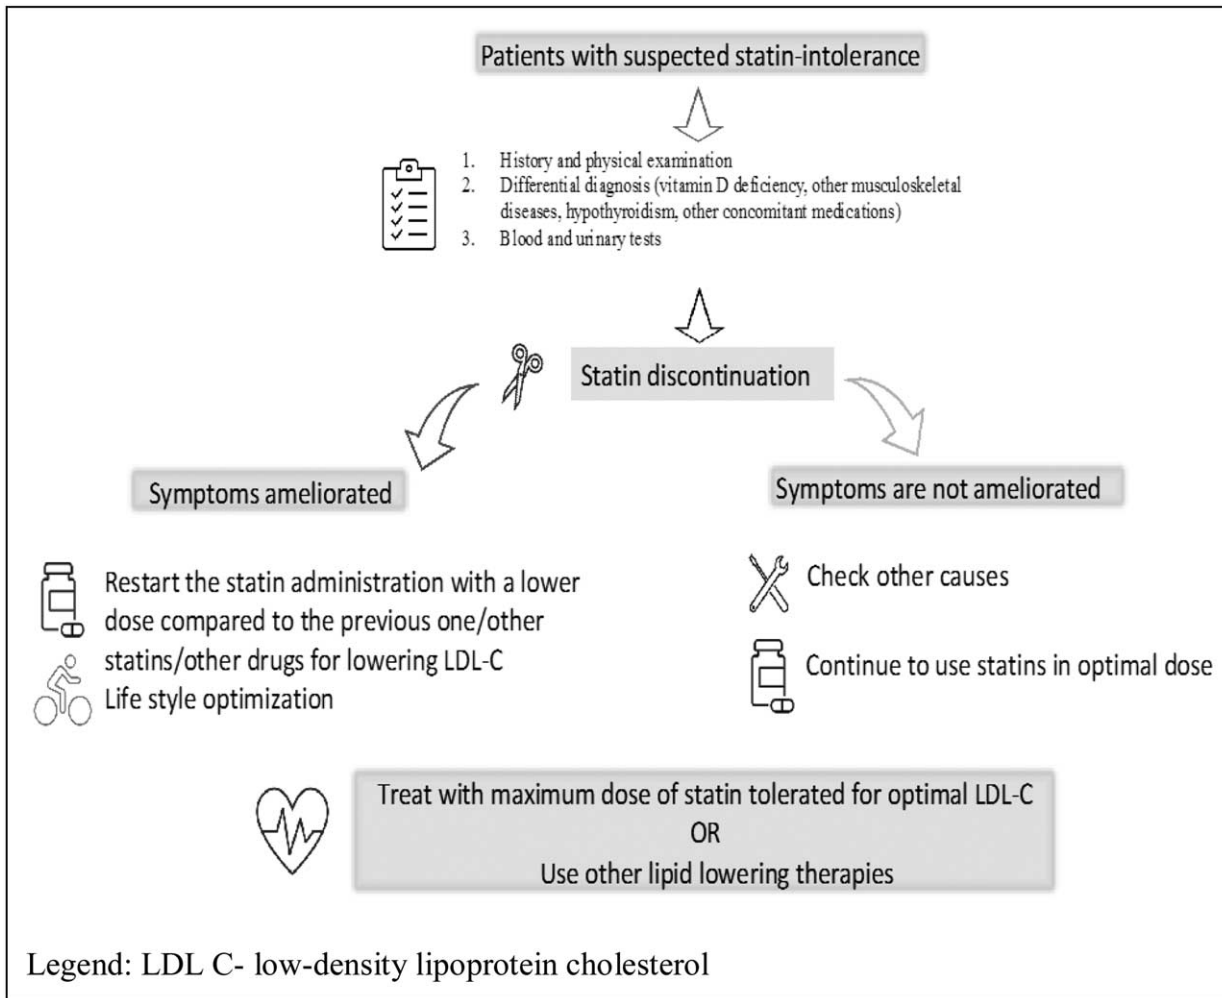 Patients with suspected statin-intolerance
1. History and physical examination
2. Differential diagnosis (vitamin D deficiency, other musculoskeletal
diseases, hypothyroidism, other concomitant medications)
3. Blood and urinary tests
Statin discontinuation
Symptoms ameliorated
Restart the statin administration with a lower
dose compared to the previous one/other
statins/other drugs for lowering LDL-C
Life style optimization
Symptoms are not ameliorated
Check other causes
Continue to use statins in optimal dose
Treat with maximum dose of statin tolerated for optimal LDL-C
OR
Use other lipid lowering therapies
Legend: LDL C- low-density lipoprotein cholesterol